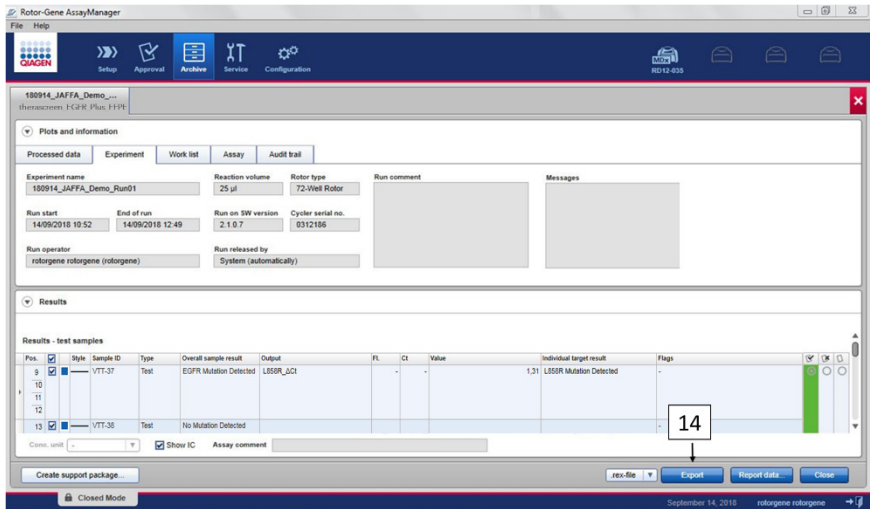 Rotor-Gene AssayManager
File Help
QIAGEN
Setup Approval Archive Service Configuration
MDx
RD12-835
180914_JAFFA_Demo_...
therascreen EGFR Plus FFPE
Plots and information
Processed data Experiment Work list Assay Audit trail
Experiment name Reaction volume Rotor type Run comment Messages
180914_JAFFA_Demo_Run01 25 µl 72-Well Rotor
Run start End of run Run on SW version Cycler serial no.
14/09/2018 10:52 14/09/2018 12:49 2.1.0.7 0312186
Run operator Run released by
rotorgene rotorgene (rotorgene) System (automatically)
Results
Results - test samples
Pos. Style Sample ID Type Overall sample result Output Fl. Ct Value Individual target result Flags
9 VTT-37 Test EGFR Mutation Detected L858R_ΔCt - - 1,31 L858R Mutation Detected -
10
11
12
13 VTT-38 Test No Mutation Detected -
14
Conc. unit - Show IC Assay comment
Create support package... .rex-file Export Report data... Close
Closed Mode
September 14, 2018 rotorgene rotorgene